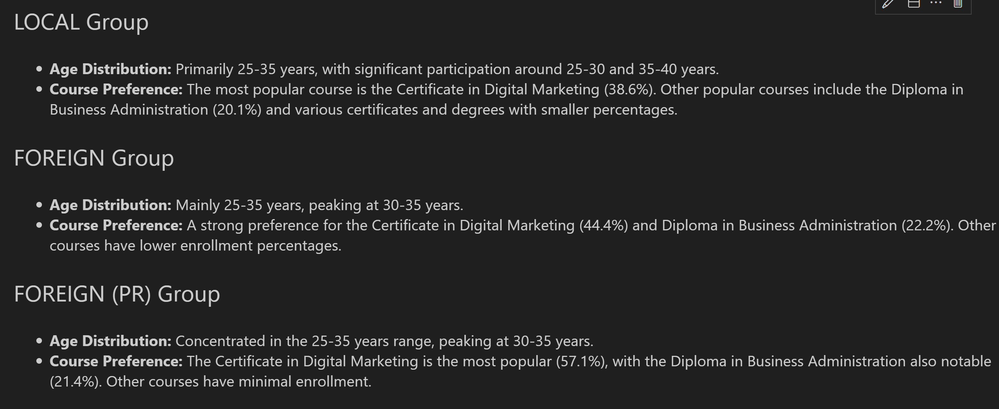 LOCAL Group
• Age Distribution: Primarily 25-35 years, with significant participation around 25-30 and 35-40 years.
• Course Preference: The most popular course is the Certificate in Digital Marketing (38.6%). Other popular courses include the Diploma in
Business Administration (20.1%) and various certificates and degrees with smaller percentages.
FOREIGN Group
• Age Distribution: Mainly 25-35 years, peaking at 30-35 years.
• Course Preference: A strong preference for the Certificate in Digital Marketing (44.4%) and Diploma in Business Administration (22.2%). Other
courses have lower enrollment percentages.
FOREIGN (PR) Group
• Age Distribution: Concentrated in the 25-35 years range, peaking at 30-35 years.
• Course Preference: The Certificate in Digital Marketing is the most popular (57.1%), with the Diploma in Business Administration also notable
(21.4%). Other courses have minimal enrollment.